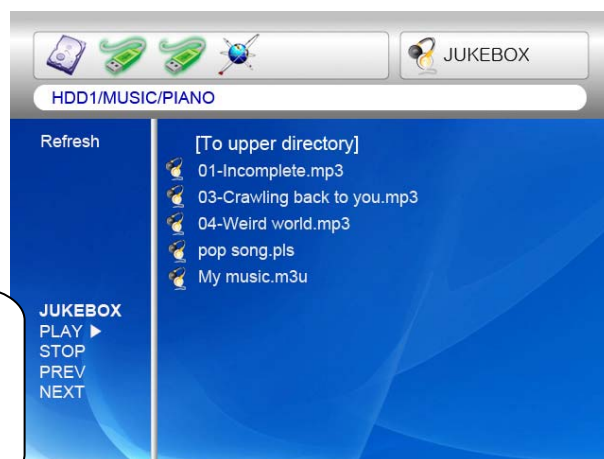 JUKEBOX
HDD1/MUSIC/PIANO
Refresh
[To upper directory]
01-Incomplete.mp3
03-Crawling back to you.mp3
04-Weird world.mp3
pop song.pls
My music.m3u
JUKEBOX
PLAY ▶
STOP
PREV
NEXT